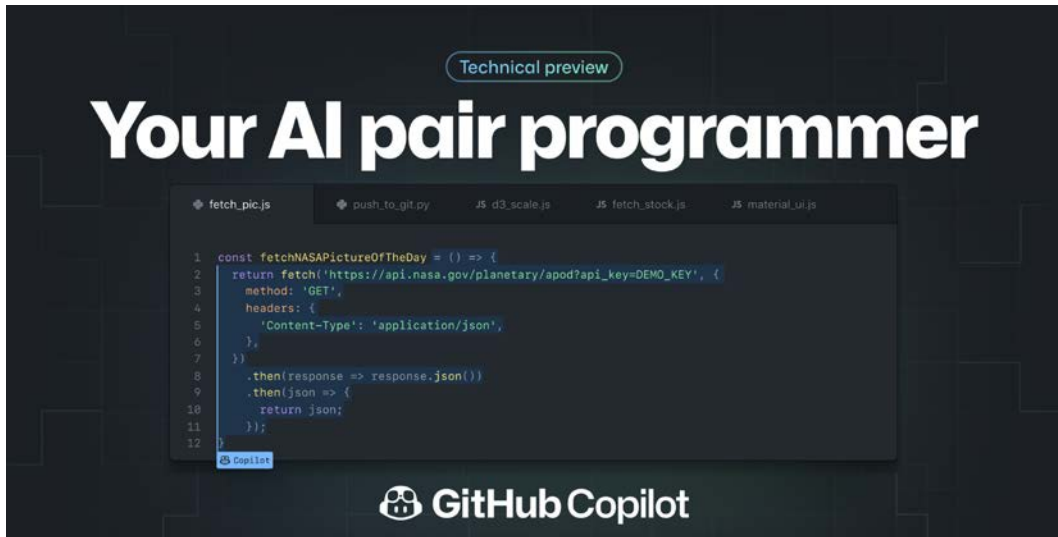 Technical preview
Your AI pair programmer
fetch_pic.js push_to_git.py JS d3_scale.js JS fetch_stock.js JS material_ui.js
1 const fetchNASAPictureOfTheDay = () => {
2 return fetch('https://api.nasa.gov/planetary/apod?api_key=DEMO_KEY', {
3 method: 'GET',
4 headers: {
5 'Content-Type': 'application/json',
6 },
7 })
8 .then(response => response.json())
9 .then(json => {
10 return json;
11 });
12 }
Copilot
GitHub Copilot